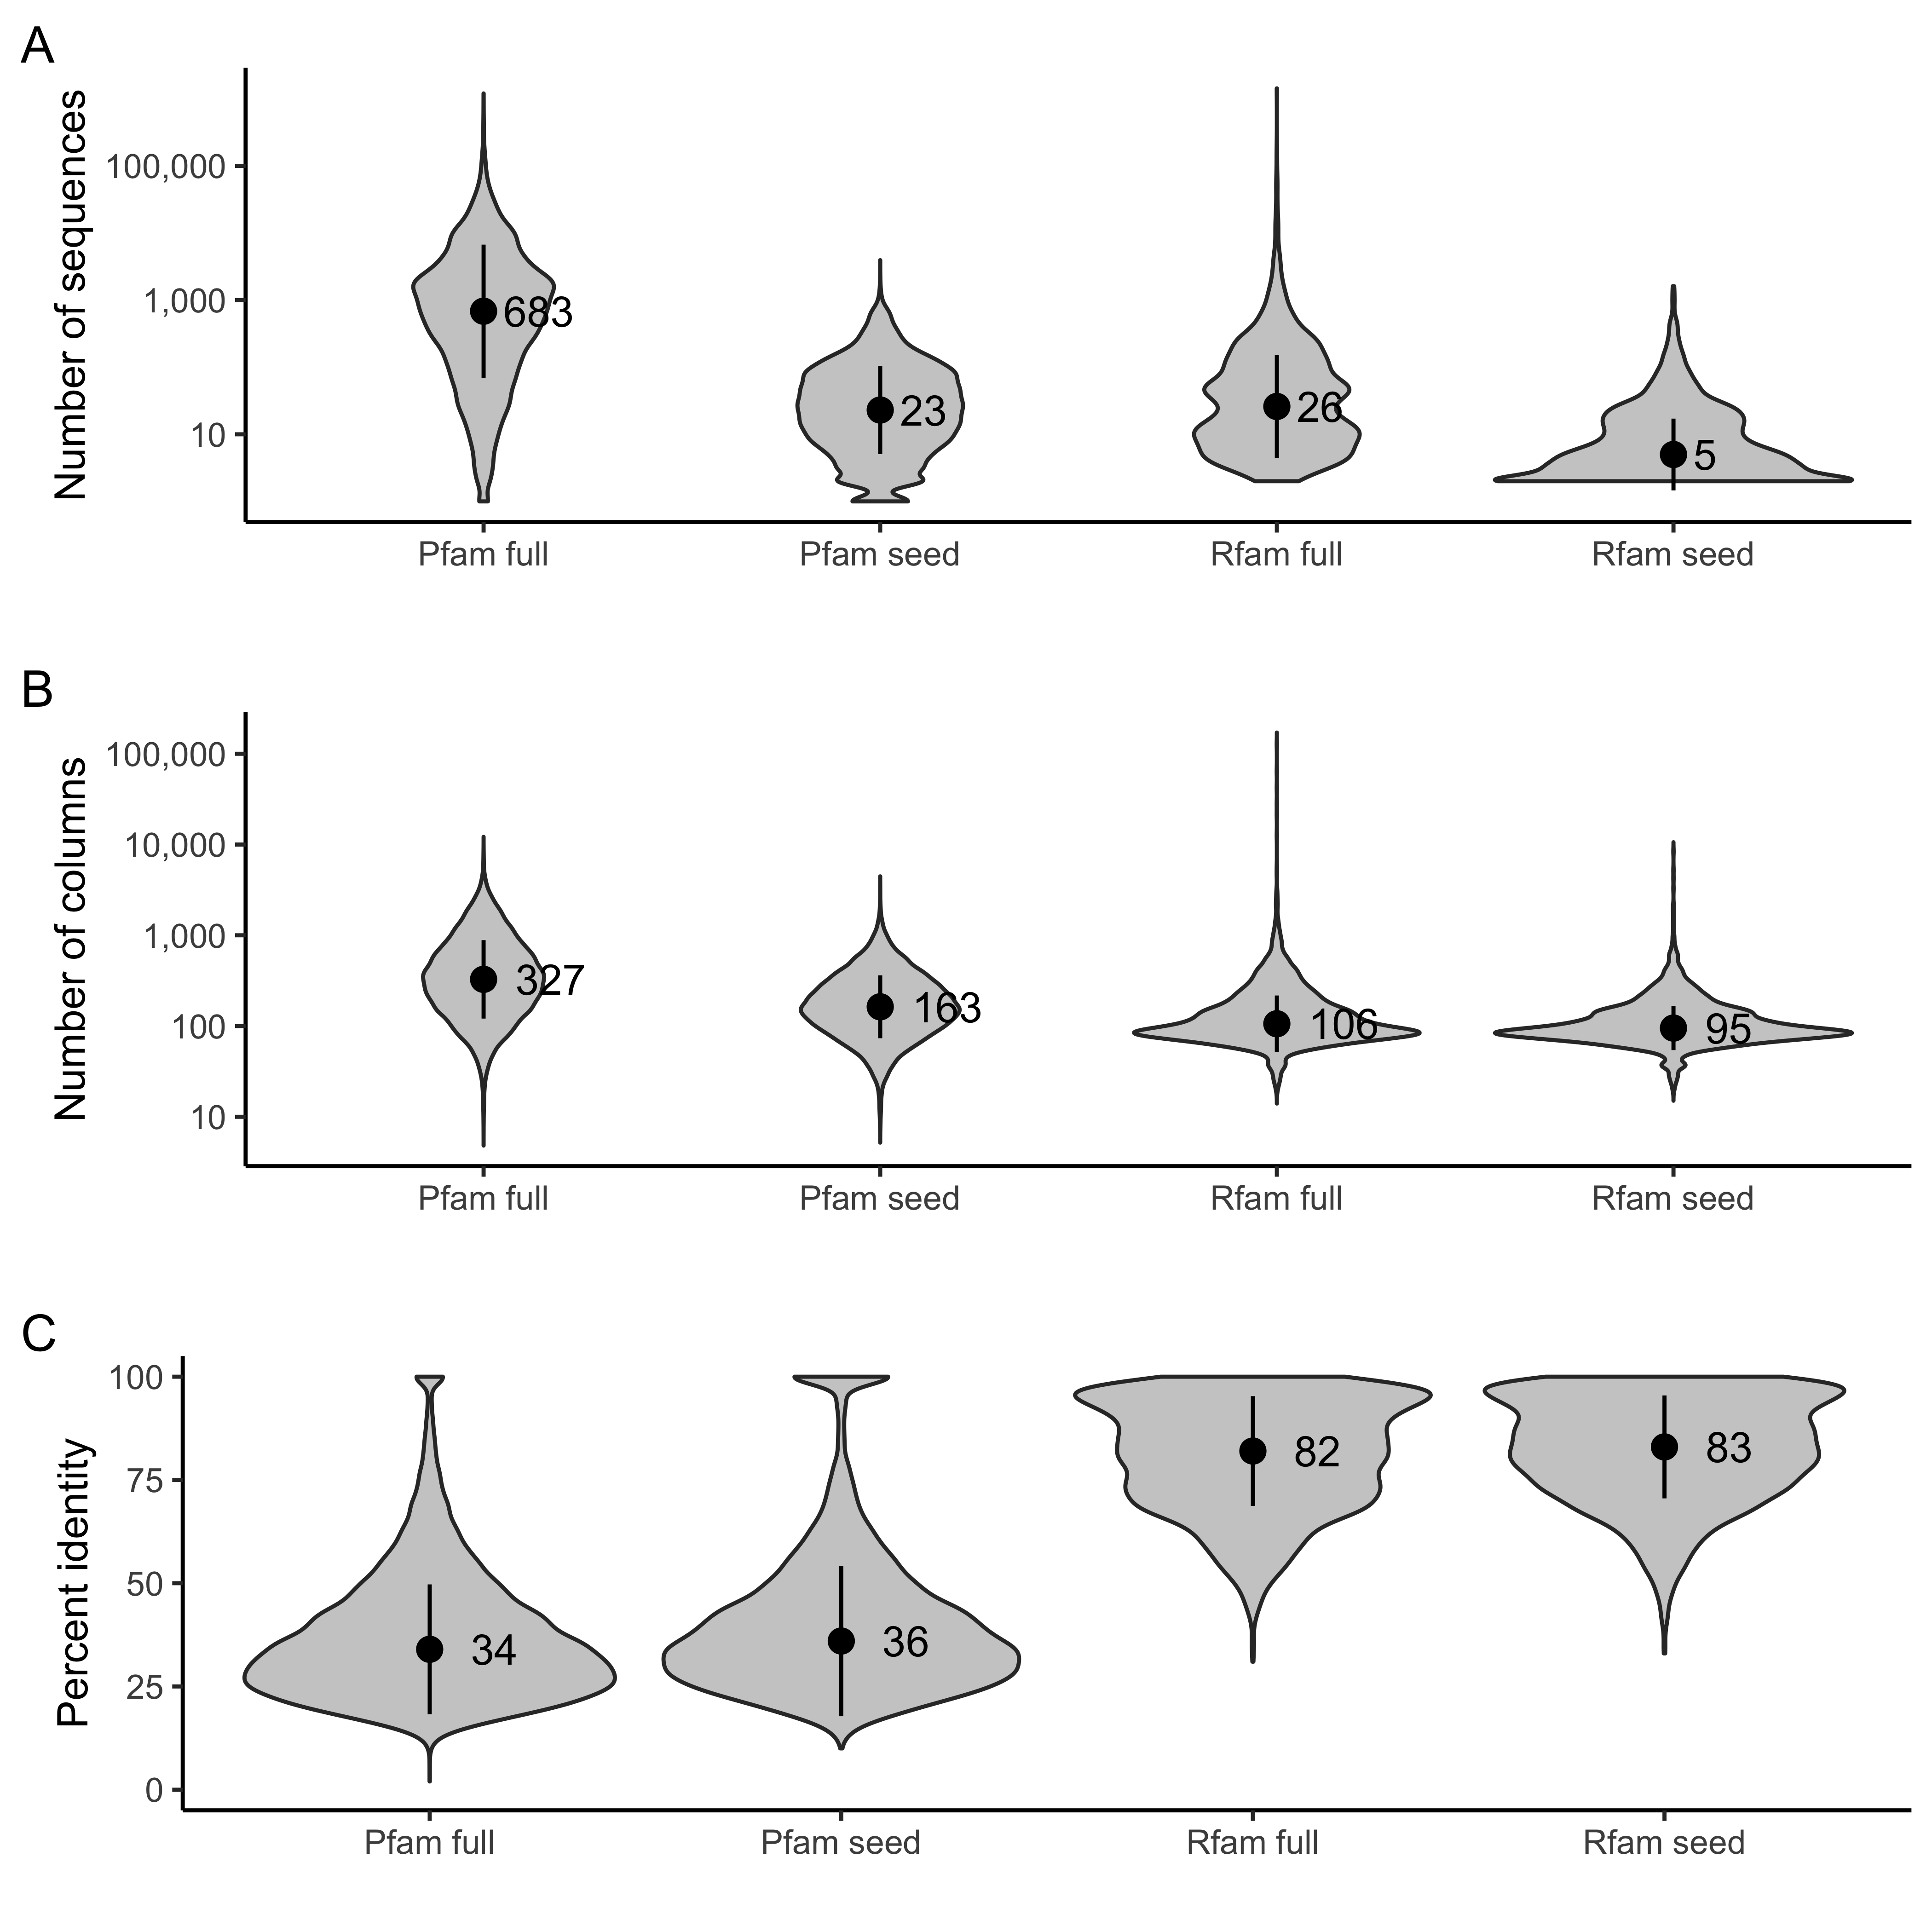 A
Number of sequences
100,000
1,000
10
683
23
26
5
Pfam full
Pfam seed
Rfam full
Rfam seed
B
Number of columns
100,000
10,000
1,000
100
10
327
163
106
95
Pfam full
Pfam seed
Rfam full
Rfam seed
C
Percent identity
100
75
50
25
0
34
36
82
83
Pfam full
Pfam seed
Rfam full
Rfam seed